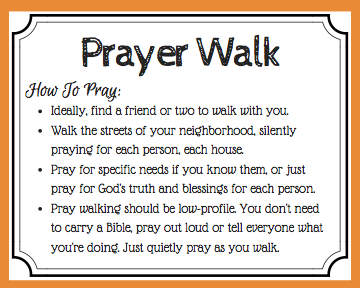 Prayer Walk
How To Pray:
• Ideally, find a friend or two to walk with you.
• Walk the streets of your neighborhood, silently
praying for each person, each house.
• Pray for specific needs if you know them, or just
pray for God's truth and blessings for each person.
• Pray walking should be low-profile. You don't need
to carry a Bible, pray out loud or tell everyone what
you're doing. Just quietly pray as you walk.